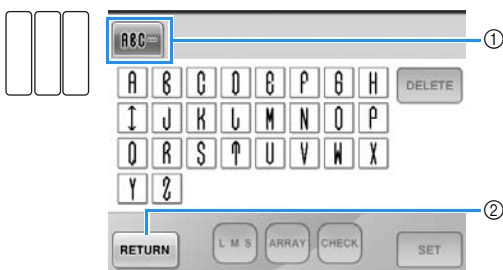 ABC ①
A B C D E F G H DELETE
I J K L M N O P
Q R S T U V W X
Y Z
②
RETURN L M S ARRAY CHECK SET